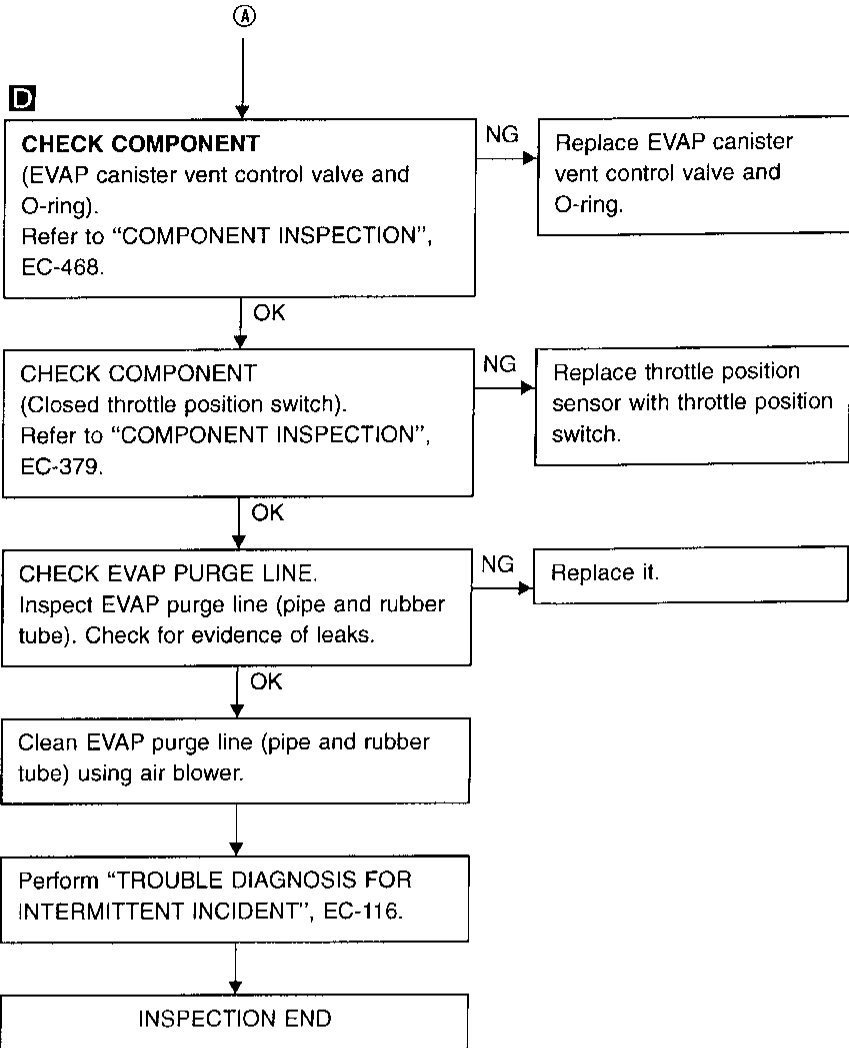 A
D
CHECK COMPONENT
(EVAP canister vent control valve and
O-ring).
Refer to “COMPONENT INSPECTION”,
EC-468.
NG
Replace EVAP canister
vent control valve and
O-ring.
OK
CHECK COMPONENT
(Closed throttle position switch).
Refer to “COMPONENT INSPECTION”,
EC-379.
NG
Replace throttle position
sensor with throttle position
switch.
OK
CHECK EVAP PURGE LINE.
Inspect EVAP purge line (pipe and rubber
tube). Check for evidence of leaks.
NG
Replace it.
OK
Clean EVAP purge line (pipe and rubber
tube) using air blower.
Perform “TROUBLE DIAGNOSIS FOR
INTERMITTENT INCIDENT”, EC-116.
INSPECTION END